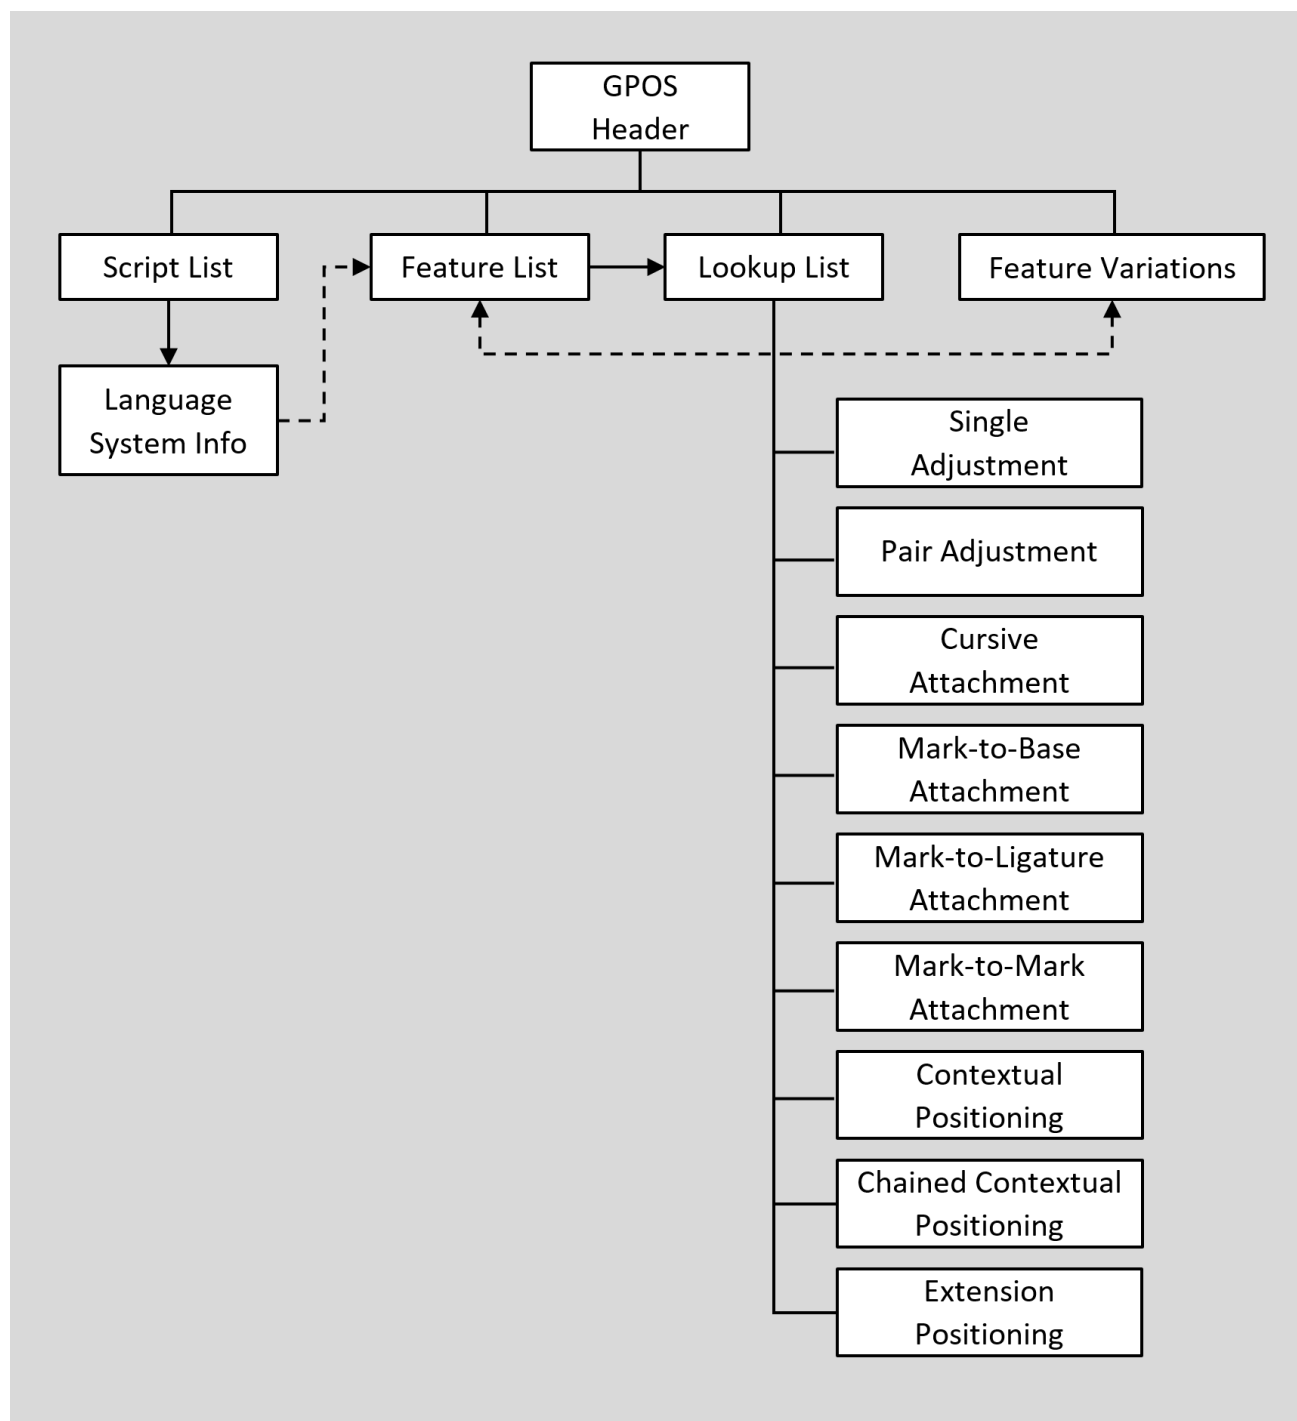 GPOS
Header
Script List
Feature List
Lookup List
Feature Variations
Language
System Info
Single
Adjustment
Pair Adjustment
Cursive
Attachment
Mark-to-Base
Attachment
Mark-to-Ligature
Attachment
Mark-to-Mark
Attachment
Contextual
Positioning
Chained Contextual
Positioning
Extension
Positioning